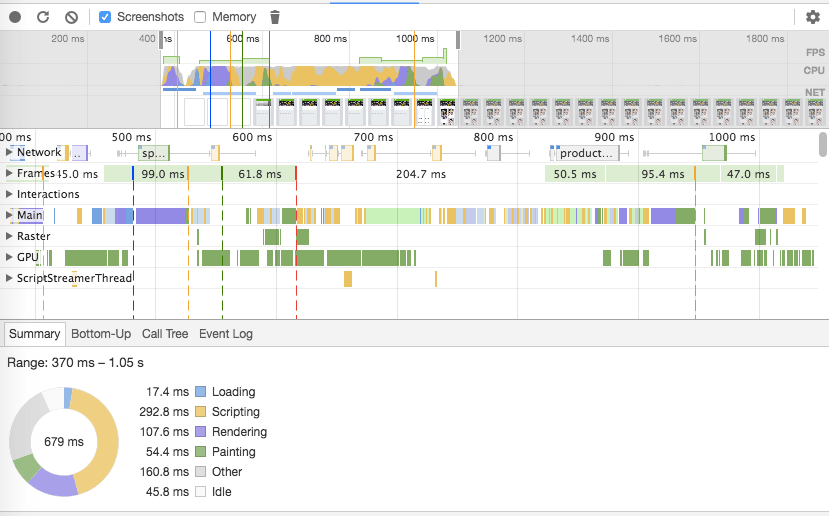 Screenshots Memory
200 ms 400 ms 600 ms 800 ms 1000 ms 1200 ms 1400 ms 1600 ms 1800 ms
FPS
CPU
NET
00 ms 500 ms 600 ms 700 ms 800 ms 900 ms 1000 ms
Network .. sp... product...
Frames 45.0 ms 99.0 ms 61.8 ms 204.7 ms 50.5 ms 95.4 ms 47.0 ms
Interactions
Main
Raster
GPU
ScriptStreamerThread
Summary Bottom-Up Call Tree Event Log
Range: 370 ms – 1.05 s
17.4 ms Loading
292.8 ms Scripting
107.6 ms Rendering
679 ms
54.4 ms Painting
160.8 ms Other
45.8 ms Idle